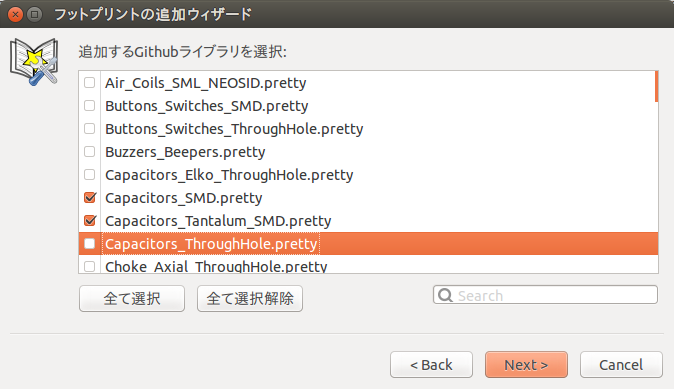 フットプリントの追加ウィザード
追加するGithubライブラリを選択:
Air_Coils_SML_NEOSID.pretty
Buttons_Switches_SMD.pretty
Buttons_Switches_ThroughHole.pretty
Buzzers_Beepers.pretty
Capacitors_Elko_ThroughHole.pretty
Capacitors_SMD.pretty
Capacitors_Tantalum_SMD.pretty
Capacitors_ThroughHole.pretty
Choke_Axial_ThroughHole.pretty
全て選択 全て選択解除 Search
< Back Next > Cancel